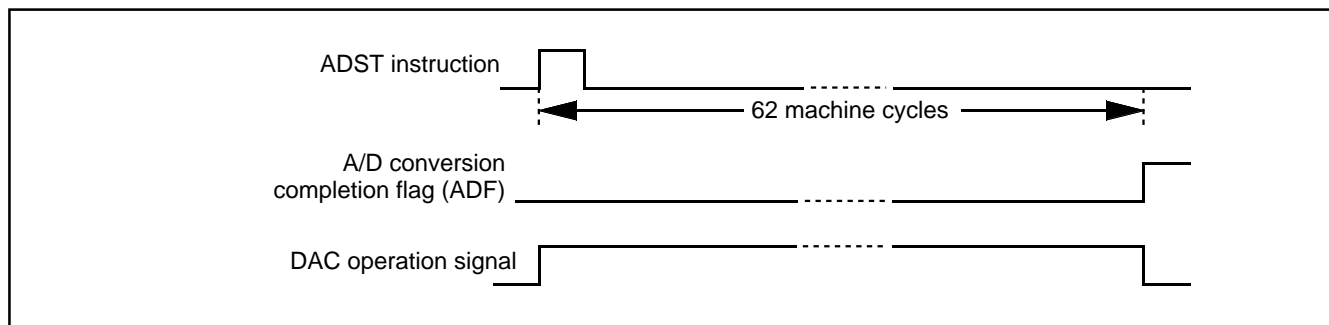 ADST instruction
62 machine cycles
A/D conversion
completion flag (ADF)
DAC operation signal